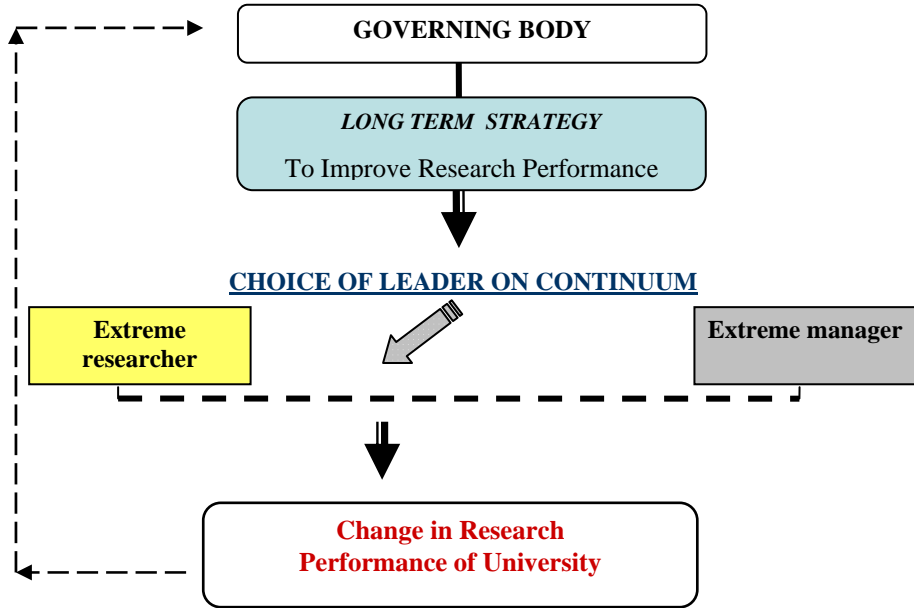 GOVERNING BODY
LONG TERM STRATEGY
To Improve Research Performance
CHOICE OF LEADER ON CONTINUUM
Extreme
researcher
Extreme manager
Change in Research
Performance of University